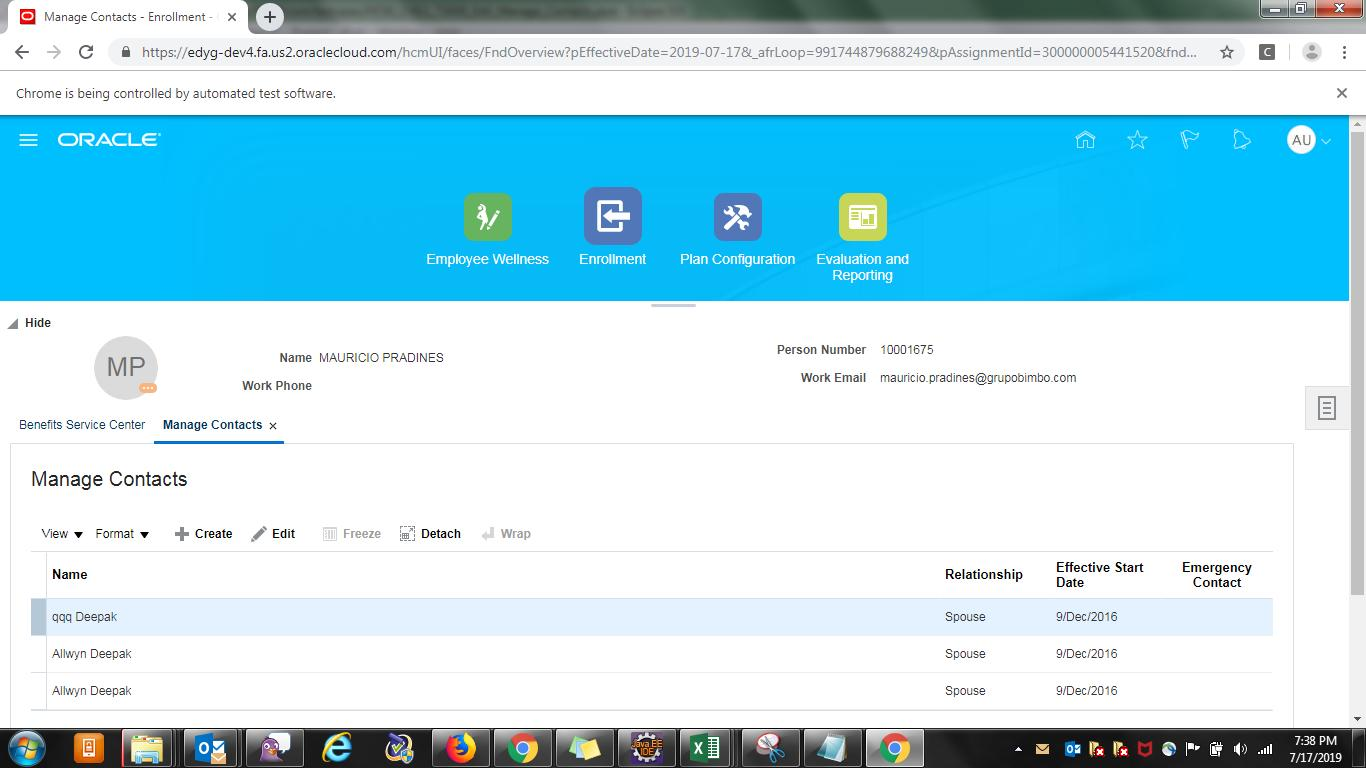 Manage Contacts - Enrollment -
https://edyg-dev4.fa.us2.oraclecloud.com/hcmUI/faces/FndOverview?pEffectiveDate=2019-07-17&_afrLoop=991744879688249&pAssignmentId=300000005441520&fnd...
C
Chrome is being controlled by automated test software.
ORACLE
AU
Employee Wellness
Enrollment
Plan Configuration
Evaluation and
Reporting
Hide
MP
Name MAURICIO PRADINES
Work Phone
Person Number 10001675
Work Email mauricio.pradines@grupobimbo.com
Benefits Service Center Manage Contacts
Manage Contacts
View Format Create Edit Freeze Detach Wrap
Name Relationship Effective Start Date Emergency Contact
qqq Deepak Spouse 9/Dec/2016
Allwyn Deepak Spouse 9/Dec/2016
Allwyn Deepak Spouse 9/Dec/2016
Java EE
IDE
7:38 PM
7/17/2019